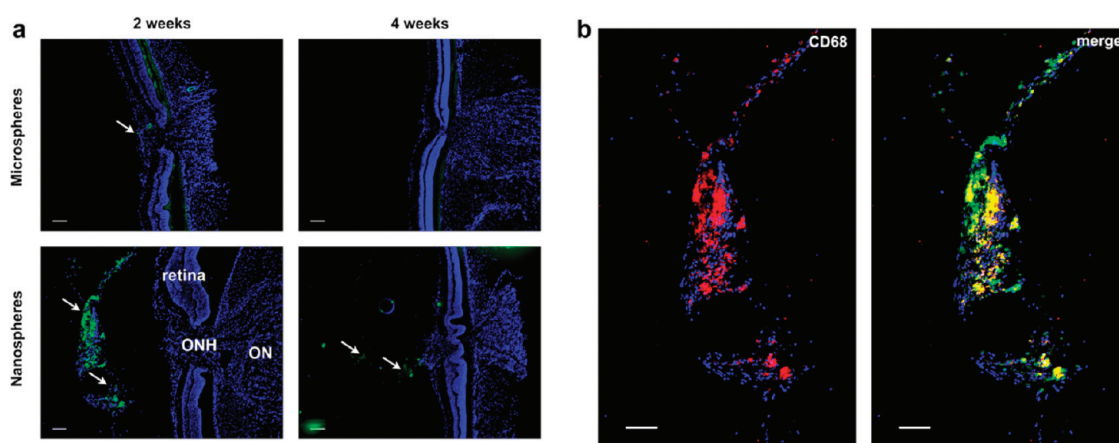 a
2 weeks
4 weeks
b
CD68
merge
Microspheres
Nanospheres
retina
ONH
ON